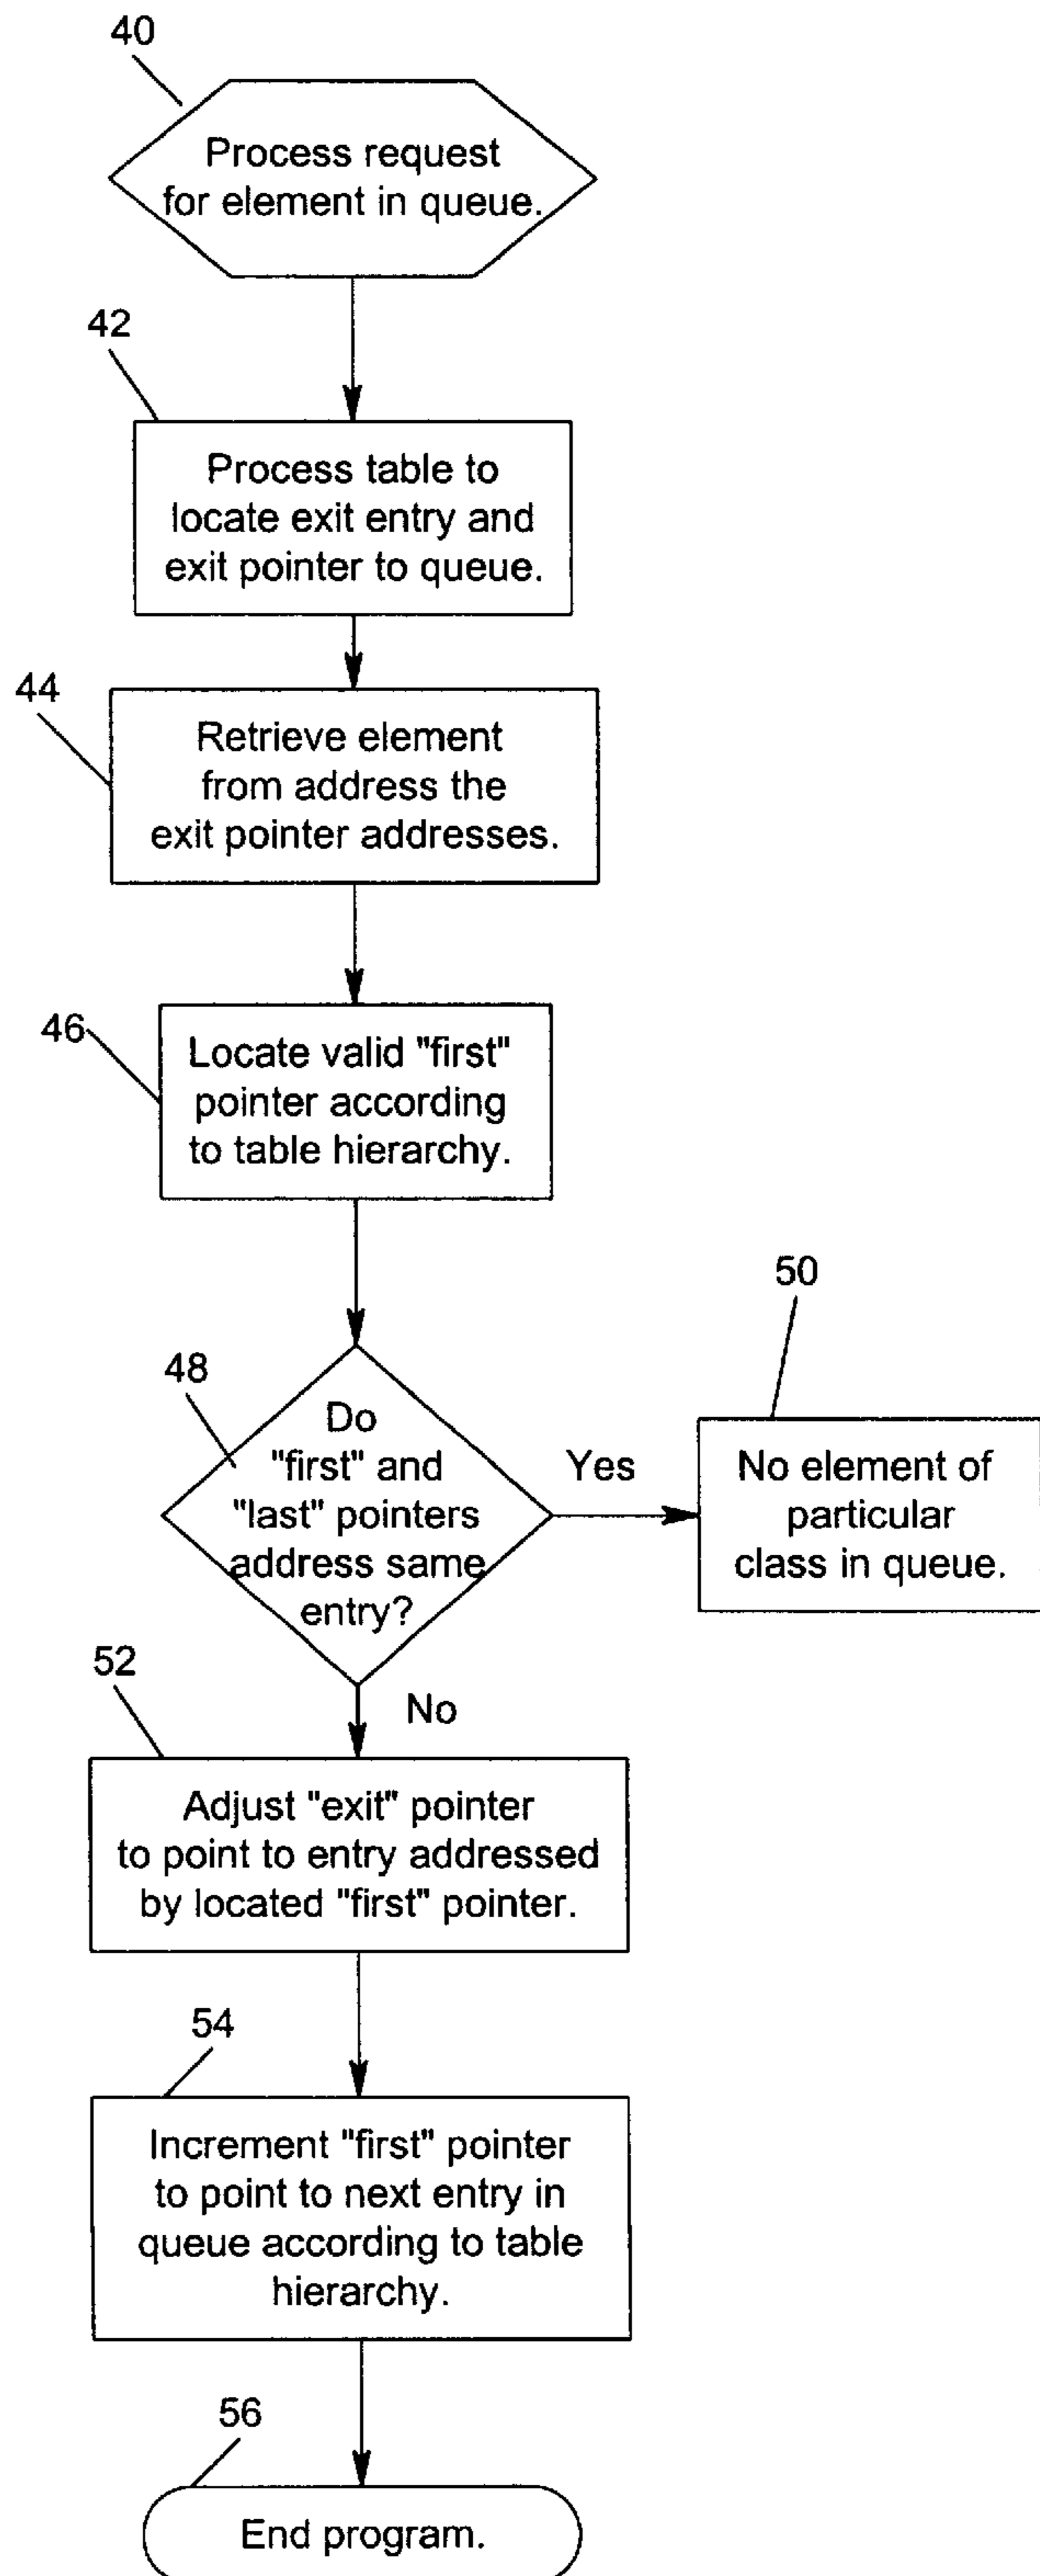 40
Process request
for element in queue.
42
Process table to
locate exit entry and
exit pointer to queue.
44
Retrieve element
from address the
exit pointer addresses.
46
Locate valid "first"
pointer according
to table hierarchy.
48
Do
"first" and
"last" pointers
address same
entry?
Yes
50
No element of
particular
class in queue.
No
52
Adjust "exit" pointer
to point to entry addressed
by located "first" pointer.
54
Increment "first" pointer
to point to next entry in
queue according to table
hierarchy.
56
End program.